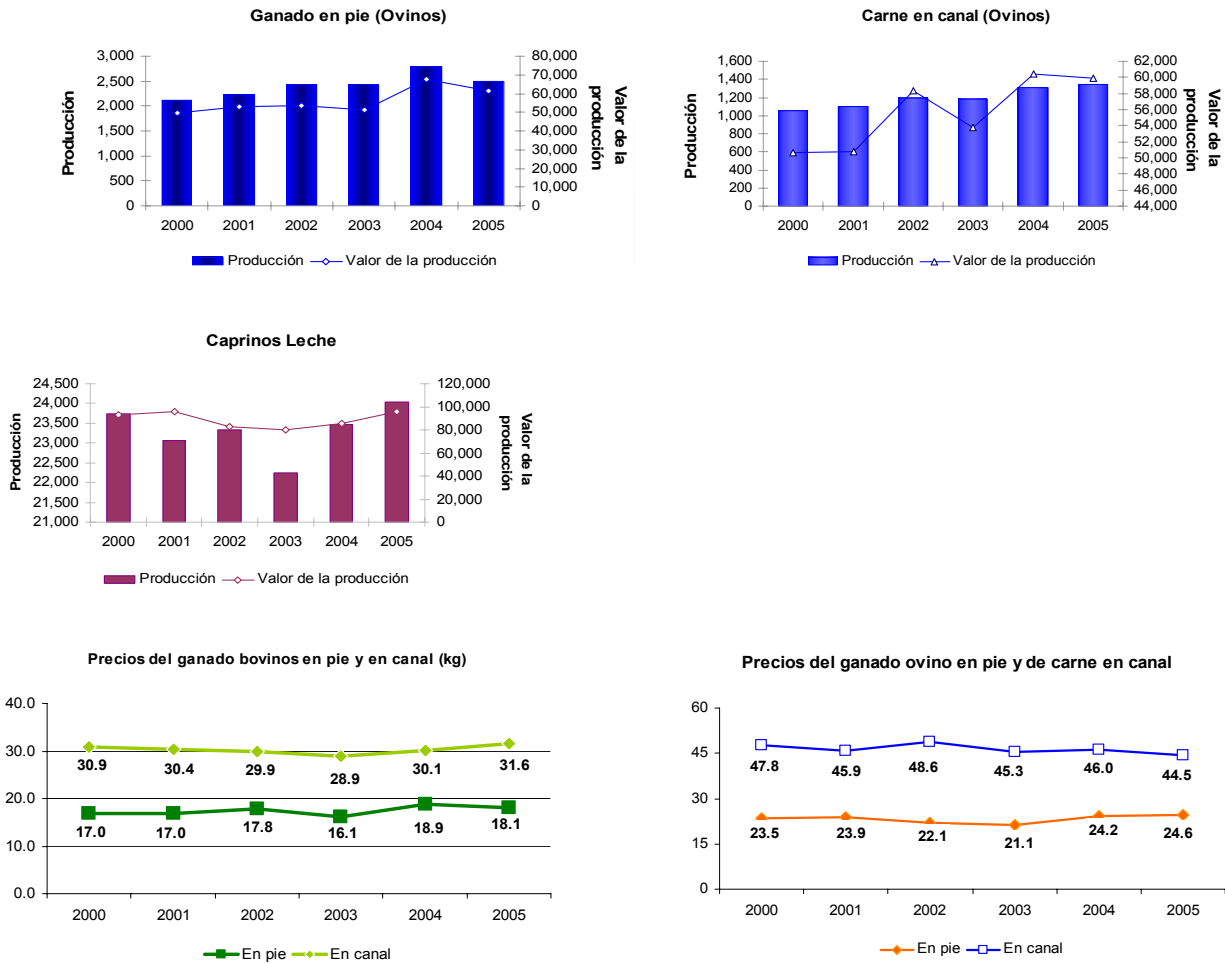 Ganado en pie (Ovinos)
Producción
3,000
2,500
2,000
1,500
1,000
500
0
80,000
70,000
60,000
50,000
40,000
30,000
20,000
10,000
0
Valor de la
producción
2000 2001 2002 2003 2004 2005
Producción Valor de la producción
Carne en canal (Ovinos)
Producción
1,600
1,400
1,200
1,000
800
600
400
200
0
62,000
60,000
58,000
56,000
54,000
52,000
50,000
48,000
46,000
44,000
Valor de la
producción
2000 2001 2002 2003 2004 2005
Producción Valor de la producción
Caprinos Leche
Producción
24,500
24,000
23,500
23,000
22,500
22,000
21,500
21,000
120,000
100,000
80,000
60,000
40,000
20,000
0
Valor de la
producción
2000 2001 2002 2003 2004 2005
Producción Valor de la producción
Precios del ganado bovinos en pie y en canal (kg)
40.0
30.0
20.0
10.0
0.0
30.9 30.4 29.9 28.9 30.1 31.6
17.0 17.0 17.8 16.1 18.9 18.1
2000 2001 2002 2003 2004 2005
En pie En canal
Precios del ganado ovino en pie y de carne en canal
60
45
30
15
0
47.8 45.9 48.6 45.3 46.0 44.5
23.5 23.9 22.1 21.1 24.2 24.6
2000 2001 2002 2003 2004 2005
En pie En canal